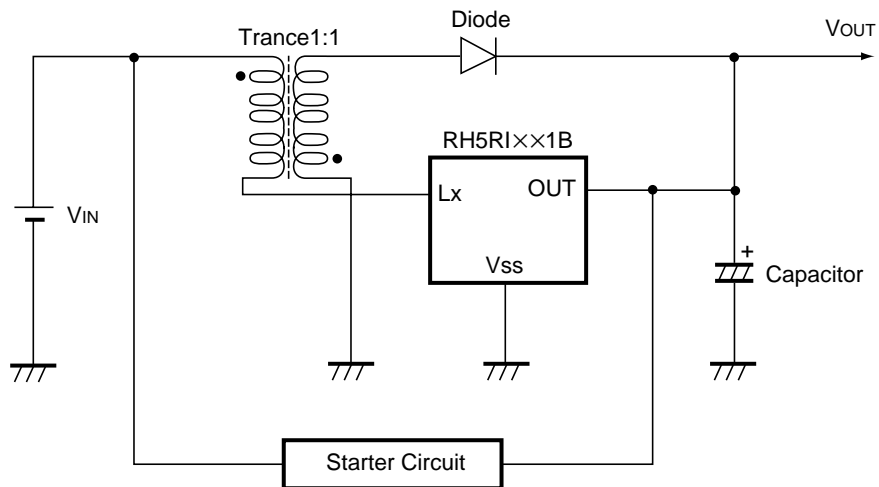 Diode
VOUT
Trance1:1
RH5RI××1B
Lx
OUT
VIN
Vss
+
Capacitor
Starter Circuit